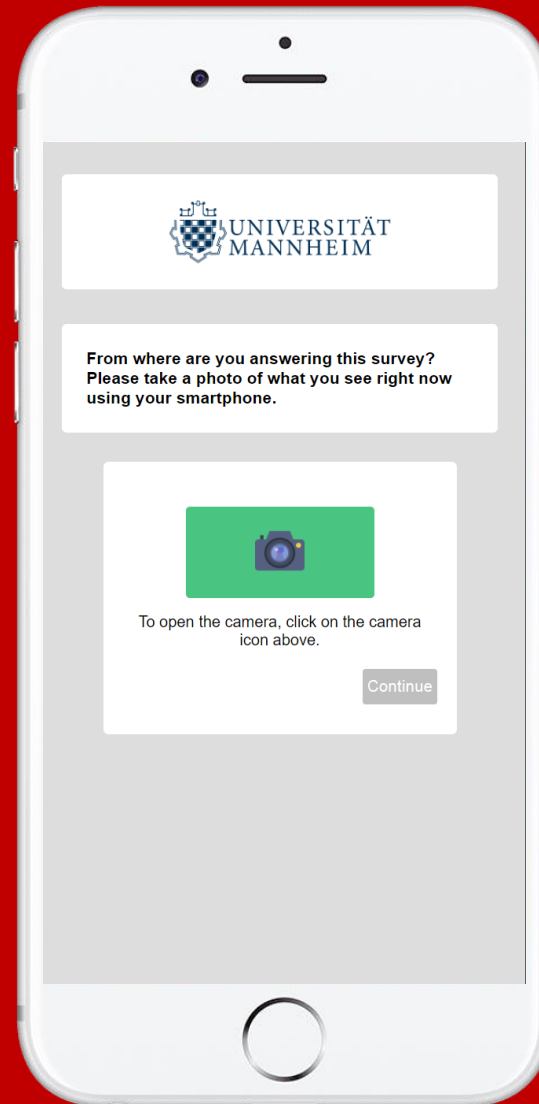 UNIVERSITÄT
MANNHEIM
From where are you answering this survey?
Please take a photo of what you see right now
using your smartphone.
To open the camera, click on the camera
icon above.
Continue